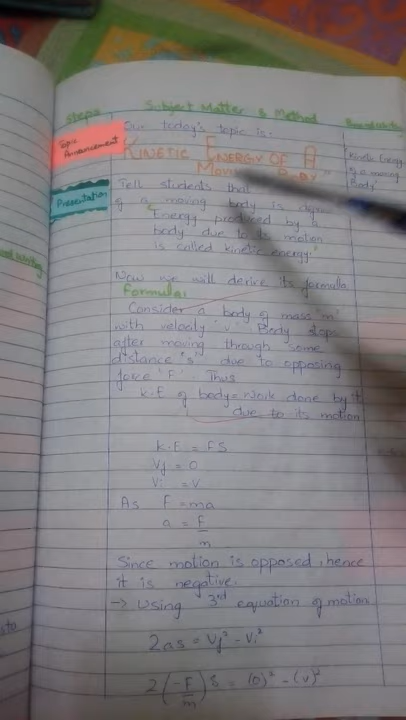 Steps Subject Matter & Method
Our today's topic is:
Topic
Announcement
KINETIC ENERGY OF A
"Kinetic Energy
of a moving
Body"
Presentation
Tell students that
of a moving body is
Energy produced by
body due to its motion
is called kinetic energy"
Now we will derive its formula
Formula:
Consider a body of mass 'm'
with velocity 'v'. Body stops
after moving through some
distance 's' due to opposing
force 'F'. Thus
K.E of body = Work done by it
due to its motion
K.E = FS
Vf = 0
Vi = V
As F = ma
a = F/m
Since motion is opposed, hence
it is negative.
→ Using 3rd equation of motion
2as = Vf² - Vi²
2(-F/m)s = (0)² - (v)²